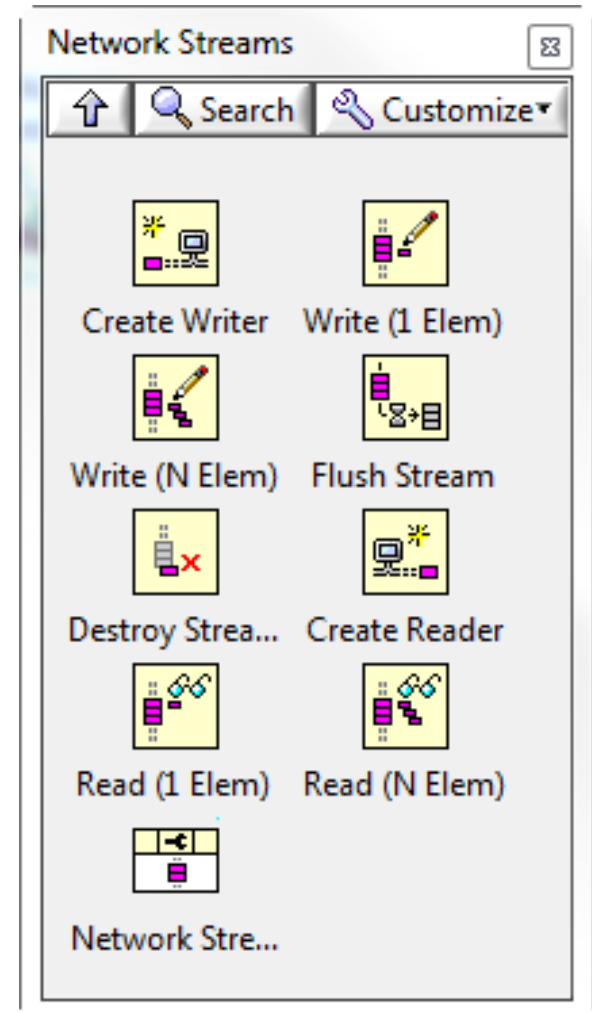 Network Streams
Search Customize
Create Writer Write (1 Elem)
Write (N Elem) Flush Stream
Destroy Strea... Create Reader
Read (1 Elem) Read (N Elem)
Network Stre...